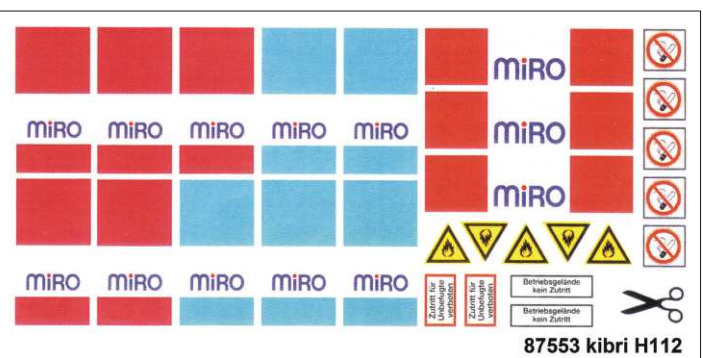 miRO
miRO miRO miRO miRO miRO
miRO
miRO
miRO miRO miRO miRO miRO
Zutritt für
Unbefugte
verboten
Zutritt für
Unbefugte
verboten
Betriebsgelände
kein Zutritt
Betriebsgelände
kein Zutritt
87553 kibri H112